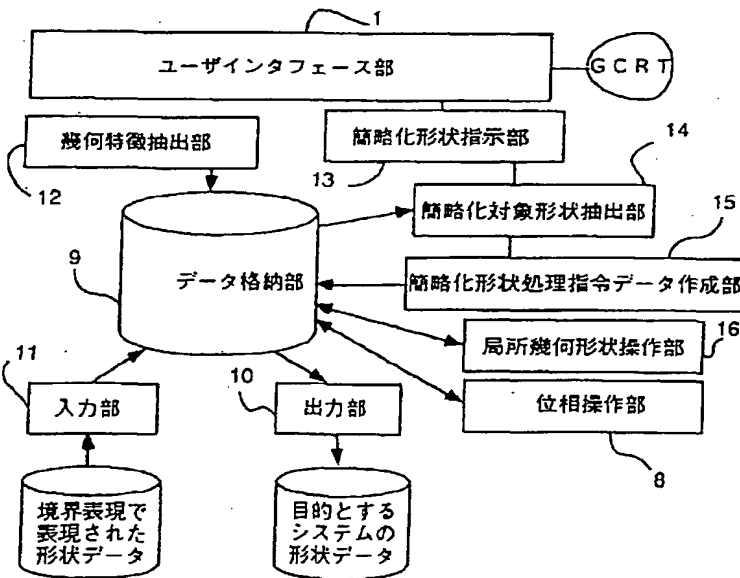 1
ユーザインタフェース部
GCRT
幾何特徴抽出部
12
簡略化形状指示部
13
14
簡略化対象形状抽出部
15
9
データ格納部
簡略化形状処理指令データ作成部
局所幾何形状操作部
16
11
入力部
10
出力部
位相操作部
8
境界表現で
表現された
形状データ
目的とする
システムの
形状データ